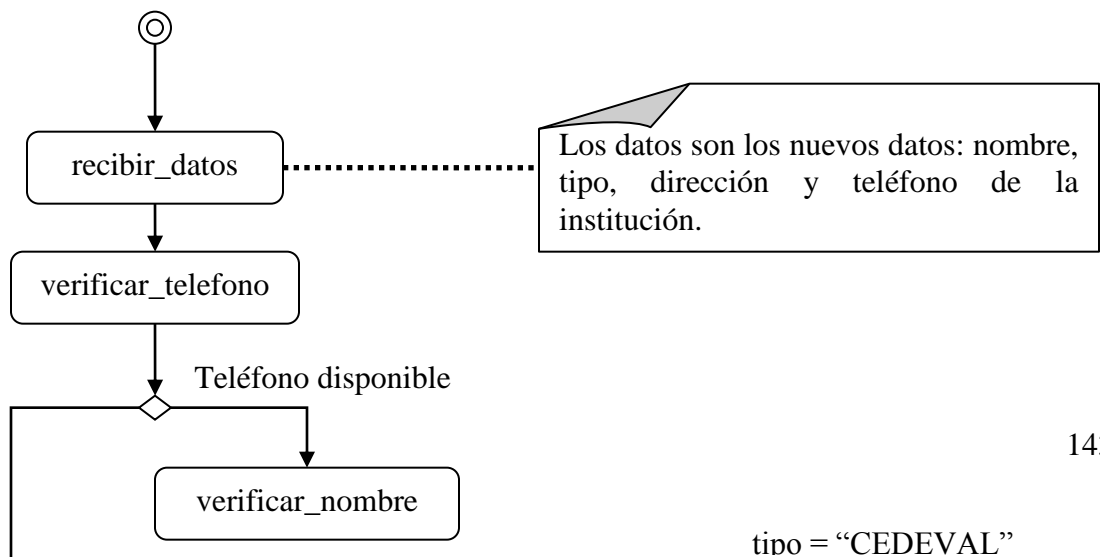 recibir_datos
Los datos son los nuevos datos: nombre,
tipo, dirección y teléfono de la
institución.
verificar_telefono
Teléfono disponible
verificar_nombre
tipo = “CEDEVAL”